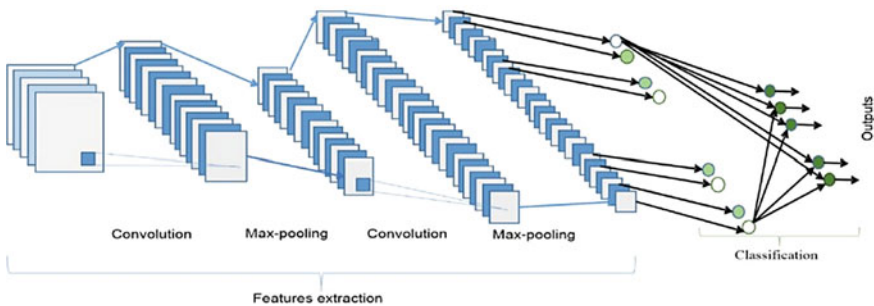 Convolution
Max-pooling
Convolution
Max-pooling
Features extraction
Classification
Outputs